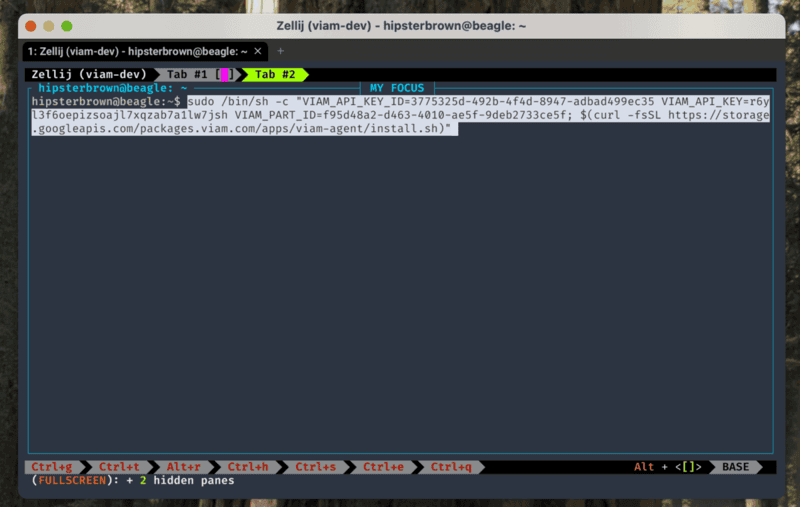 Zellij (viam-dev) - hipsterbrown@beagle: ~
1: Zellij (viam-dev) - hipsterbrown@beagle: ~ ✕ +
Zellij (viam-dev) Tab #1 [ ] Tab #2
hipsterbrown@beagle: ~ MY FOCUS
hipsterbrown@beagle:~$ sudo /bin/sh -c "VIAM_API_KEY_ID=3775325d-492b-4f4d-8947-adbad499ec35 VIAM_API_KEY=r6y
l3f6oepizsoajl7xqzab7a1lw7jsh VIAM_PART_ID=f95d48a2-d463-4010-ae5f-9deb2733ce5f; $(curl -fsSL https://storage
.googleapis.com/packages.viam.com/apps/viam-agent/install.sh)"
Ctrl+g Ctrl+t Alt+r Ctrl+h Ctrl+s Ctrl+e Ctrl+q Alt + <[]> BASE
(FULLSCREEN): + 2 hidden panes